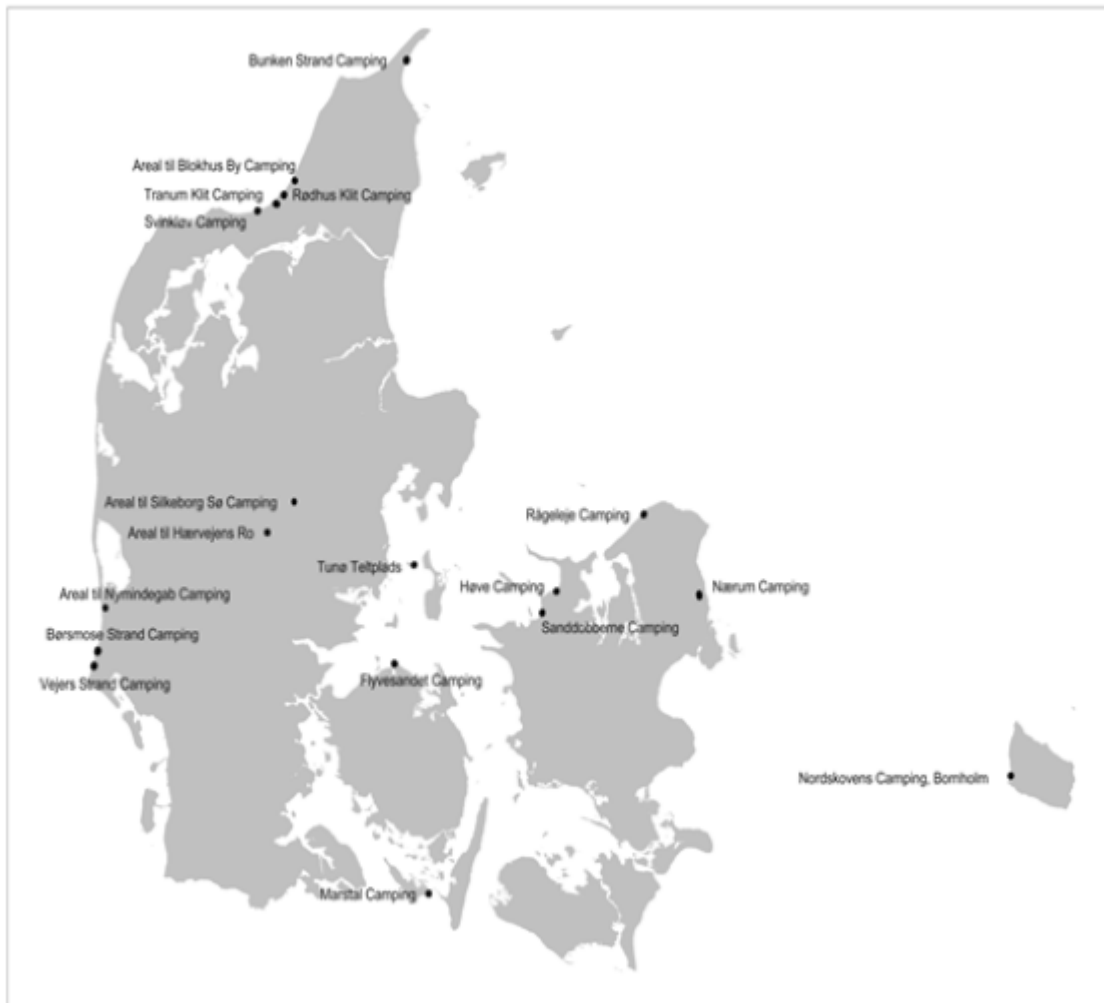 Bunken Strand Camping
Areal til Blokhus By Camping
Tranum Klit Camping
Rødhus Klit Camping
Svinkløv Camping
Areal til Silkeborg Sø Camping
Rågeleje Camping
Areal til Hærvejens Ro
Tunø Teltplads
Høve Camping
Nærum Camping
Areal til Nymindegab Camping
Sanddobberne Camping
Børsmose Strand Camping
Flyvesandet Camping
Vejers Strand Camping
Nordskovens Camping, Bornholm
Marstal Camping